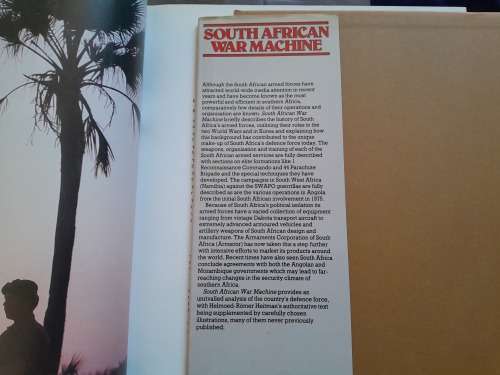 SOUTH AFRICAN
WAR MACHINE
Although the South African armed forces have
attracted world-wide media attention in recent
years and have become known as the most
powerful and efficient in southern Africa,
comparatively few details of their operations and
organisation are known. South African War
Machine briefly describes the history of South
Africa's armed forces, outlining their roles in the
two World Wars and in Korea and explaining how
this background has contributed to the unique
make-up of South Africa's defence force today. The
weapons, organisation and training of each of the
South African armed services are fully described
with sections on elite formations like 1
Reconnaissance Commando and 44 Parachute
Brigade and the special techniques they have
developed. The campaigns in South West Africa
(Namibia) against the SWAPO guerrillas are fully
described as are the various operations in Angola
from the initial South African involvement in 1975.
Because of South Africa's political isolation its
armed forces have a varied collection of equipment
ranging from vintage Dakota transport aircraft to
extremely advanced armoured vehicles and
artillery weapons of South African design and
manufacture. The Armaments Corporation of South
Africa (Armscor) has now taken this a step further
with intensive efforts to market its products around
the world. Recent times have also seen South Africa
conclude agreements with both the Angolan and
Mozambique governments which may lead to far-
reaching changes in the security climate of
southern Africa.
South African War Machine provides an
unrivalled analysis of the country's defence force,
with Helmoed-Römer Heitman's authoritative text
being supplemented by carefully chosen
illustrations, many of them never previously
published.